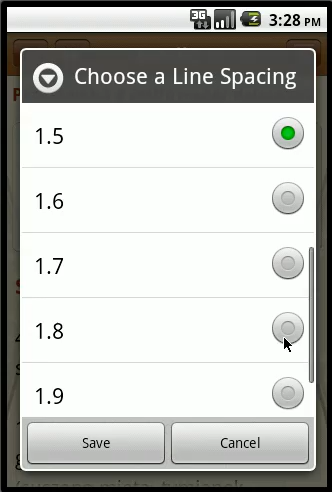 3G
3:28 PM
Choose a Line Spacing
1.5
1.6
1.7
1.8
1.9
Save
Cancel